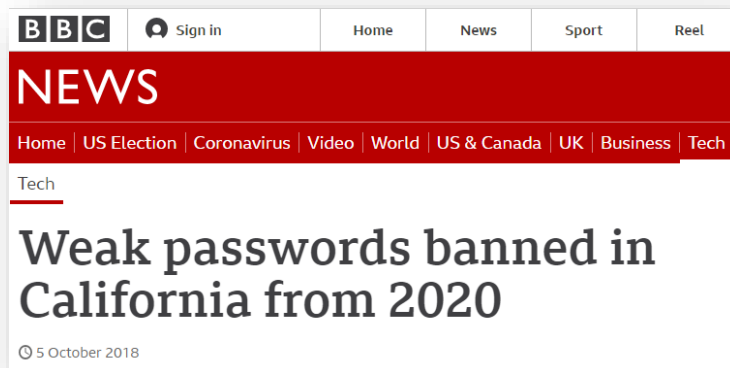 BBC Sign in Home News Sport Reel
NEWS
Home US Election Coronavirus Video World US & Canada UK Business Tech
Tech
Weak passwords banned in
California from 2020
5 October 2018